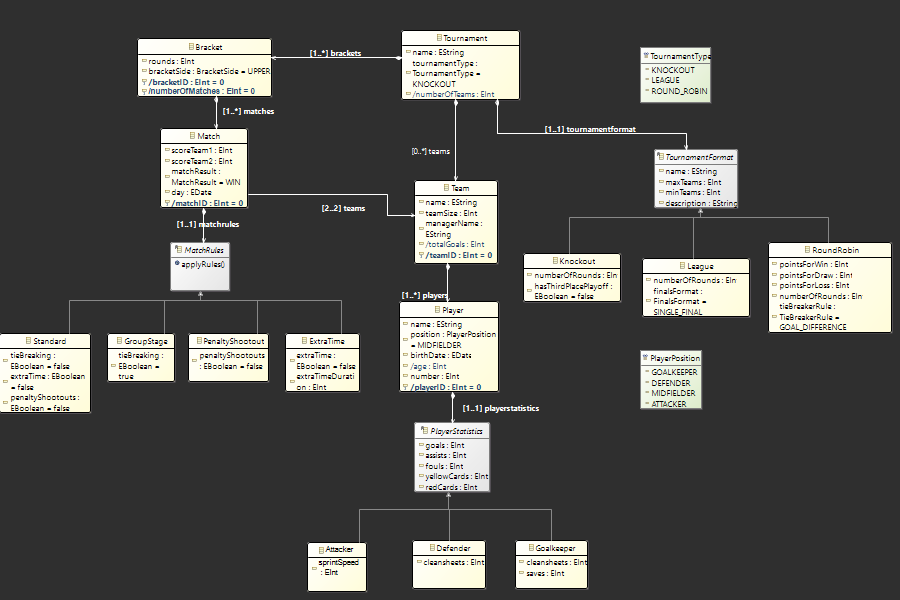 Bracket
rounds : EInt
bracketSide : BracketSide = UPPER
/bracketID : EInt = 0
/numberOfMatches : EInt = 0
[1..*] brackets
Tournament
name : EString
tournamentType :
TournamentType =
KNOCKOUT
/numberOfTeams : EInt
TournamentType
KNOCKOUT
LEAGUE
ROUND_ROBIN
[1..*] matches
[1..1] tournamentformat
Match
scoreTeam1 : EInt
scoreTeam2 : EInt
matchResult :
MatchResult = WIN
day : EDate
/matchID : EInt = 0
[0..*] teams
TournamentFormat
name : EString
maxTeams : EInt
minTeams : EInt
description : EString
[2..2] teams
Team
name : EString
teamSize : EInt
managerName :
EString
/totalGoals : EInt
/teamID : EInt = 0
[1..1] matchrules
MatchRules
applyRules()
Knockout
numberOfRounds : EIn
hasThirdPlacePlayoff :
EBoolean = false
League
numberOfRounds : EIn
finalsFormat :
FinalsFormat =
SINGLE_FINAL
RoundRobin
pointsForWin : EInt
pointsForDraw : EInt
pointsForLoss : EInt
numberOfRounds : EIn
tieBreakerRule :
TieBreakerRule =
GOAL_DIFFERENCE
[1..*] players
Player
name : EString
position : PlayerPosition
= MIDFIELDER
birthDate : EDate
/age : EInt
number : EInt
/playerID : EInt = 0
Standard
tieBreaking :
EBoolean = false
extraTime : EBoolean
= false
penaltyShootouts :
EBoolean = false
GroupStage
tieBreaking :
EBoolean =
true
PenaltyShootout
penaltyShootouts
: EBoolean = false
ExtraTime
extraTime :
EBoolean = false
extraTimeDurati
on : EInt
PlayerPosition
GOALKEEPER
DEFENDER
MIDFIELDER
ATTACKER
[1..1] playerstatistics
PlayerStatistics
goals : EInt
assists : EInt
fouls : EInt
yellowCards : EInt
redCards : EInt
Attacker
sprintSpeed
: EInt
Defender
cleansheets : EInt
Goalkeeper
cleansheets : EInt
saves : EInt